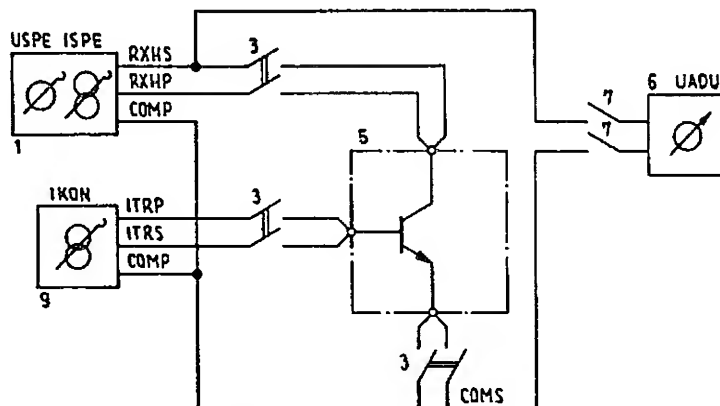 USPE ISPE
RXHS
RXHP
COMP
1
3
5
7
7
6 UADU
IKON
ITRP
ITRS
COMP
9
3
3
COMS